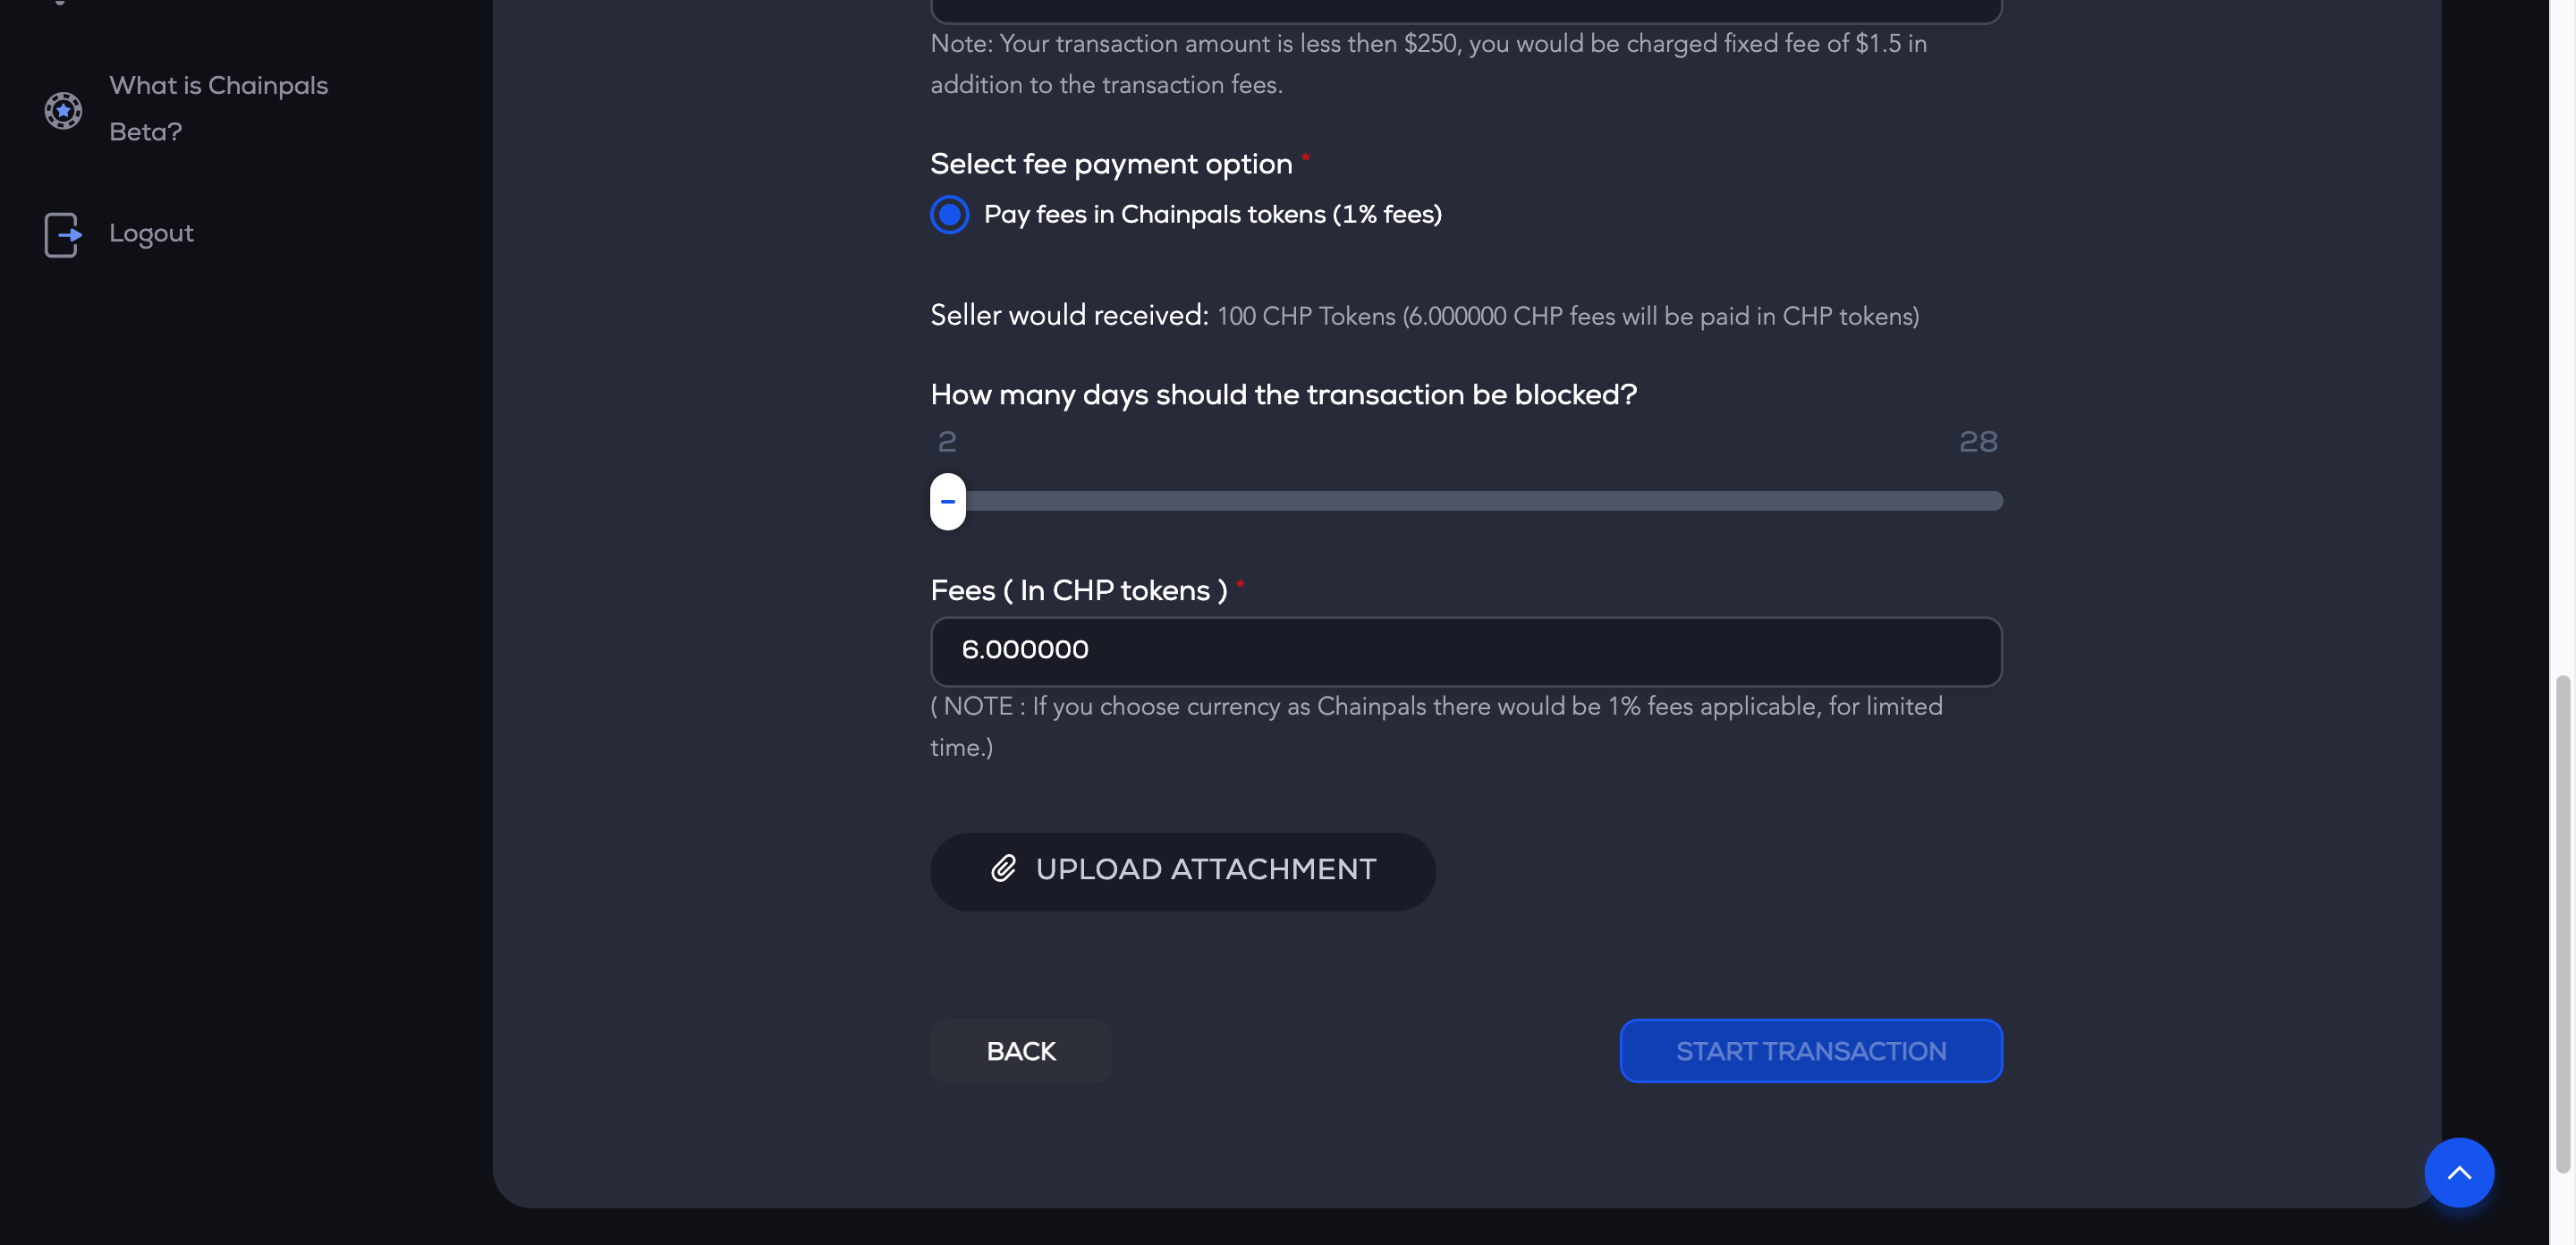 What is Chainpals
Beta?
Logout
Note: Your transaction amount is less then $250, you would be charged fixed fee of $1.5 in
addition to the transaction fees.
Select fee payment option *
Pay fees in Chainpals tokens (1% fees)
Seller would received: 100 CHP Tokens (6.000000 CHP fees will be paid in CHP tokens)
How many days should the transaction be blocked?
2 28
Fees ( In CHP tokens ) *
6.000000
( NOTE : If you choose currency as Chainpals there would be 1% fees applicable, for limited
time.)
UPLOAD ATTACHMENT
BACK
START TRANSACTION